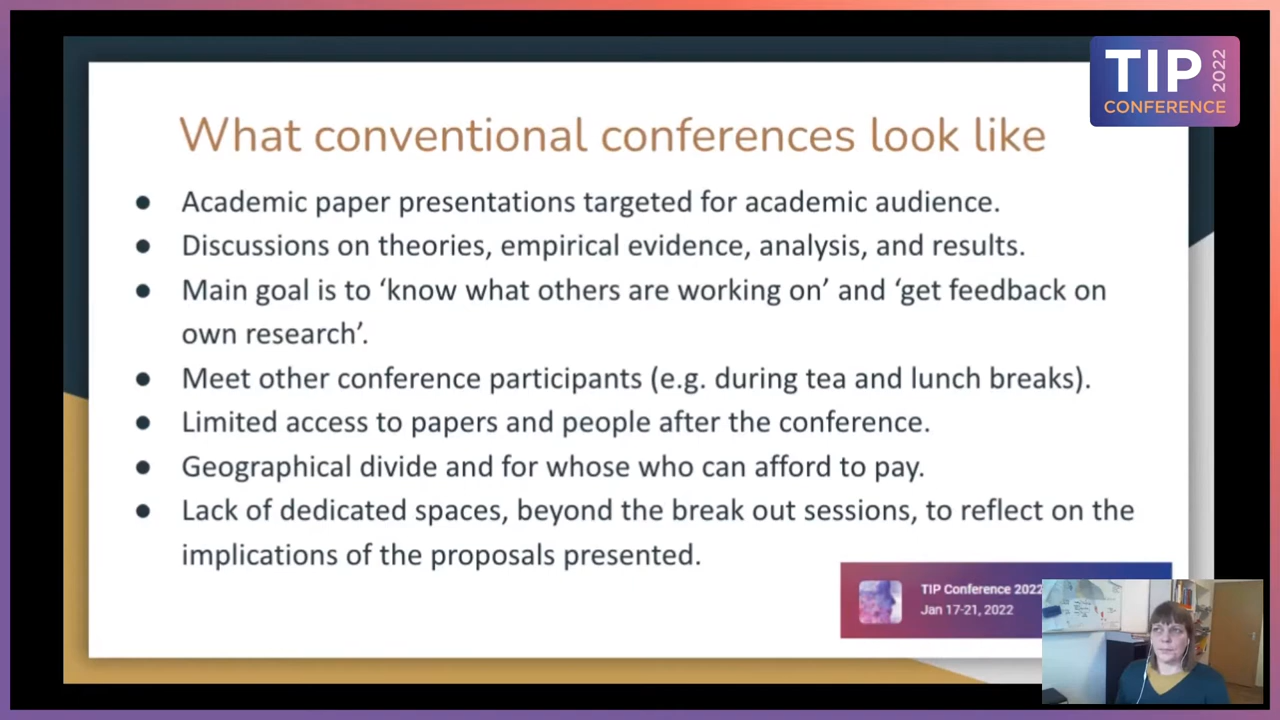 TIP 2022
CONFERENCE
What conventional conferences look like
● Academic paper presentations targeted for academic audience.
● Discussions on theories, empirical evidence, analysis, and results.
● Main goal is to ‘know what others are working on’ and ‘get feedback on
own research’.
● Meet other conference participants (e.g. during tea and lunch breaks).
● Limited access to papers and people after the conference.
● Geographical divide and for whose who can afford to pay.
● Lack of dedicated spaces, beyond the break out sessions, to reflect on the
implications of the proposals presented.
TIP Conference 2022
Jan 17-21, 2022